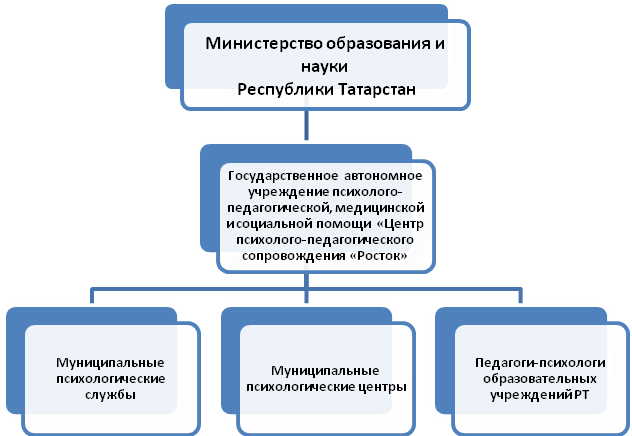 Министерство образования и
науки
Республики Татарстан
Государственное автономное
учреждение психолого-
педагогической, медицинской
и социальной помощи «Центр
психолого-педагогического
сопровождения «Росток»
Муниципальные
психологические
службы
Муниципальные
психологические центры
Педагоги-психологи
образовательных
учреждений РТ